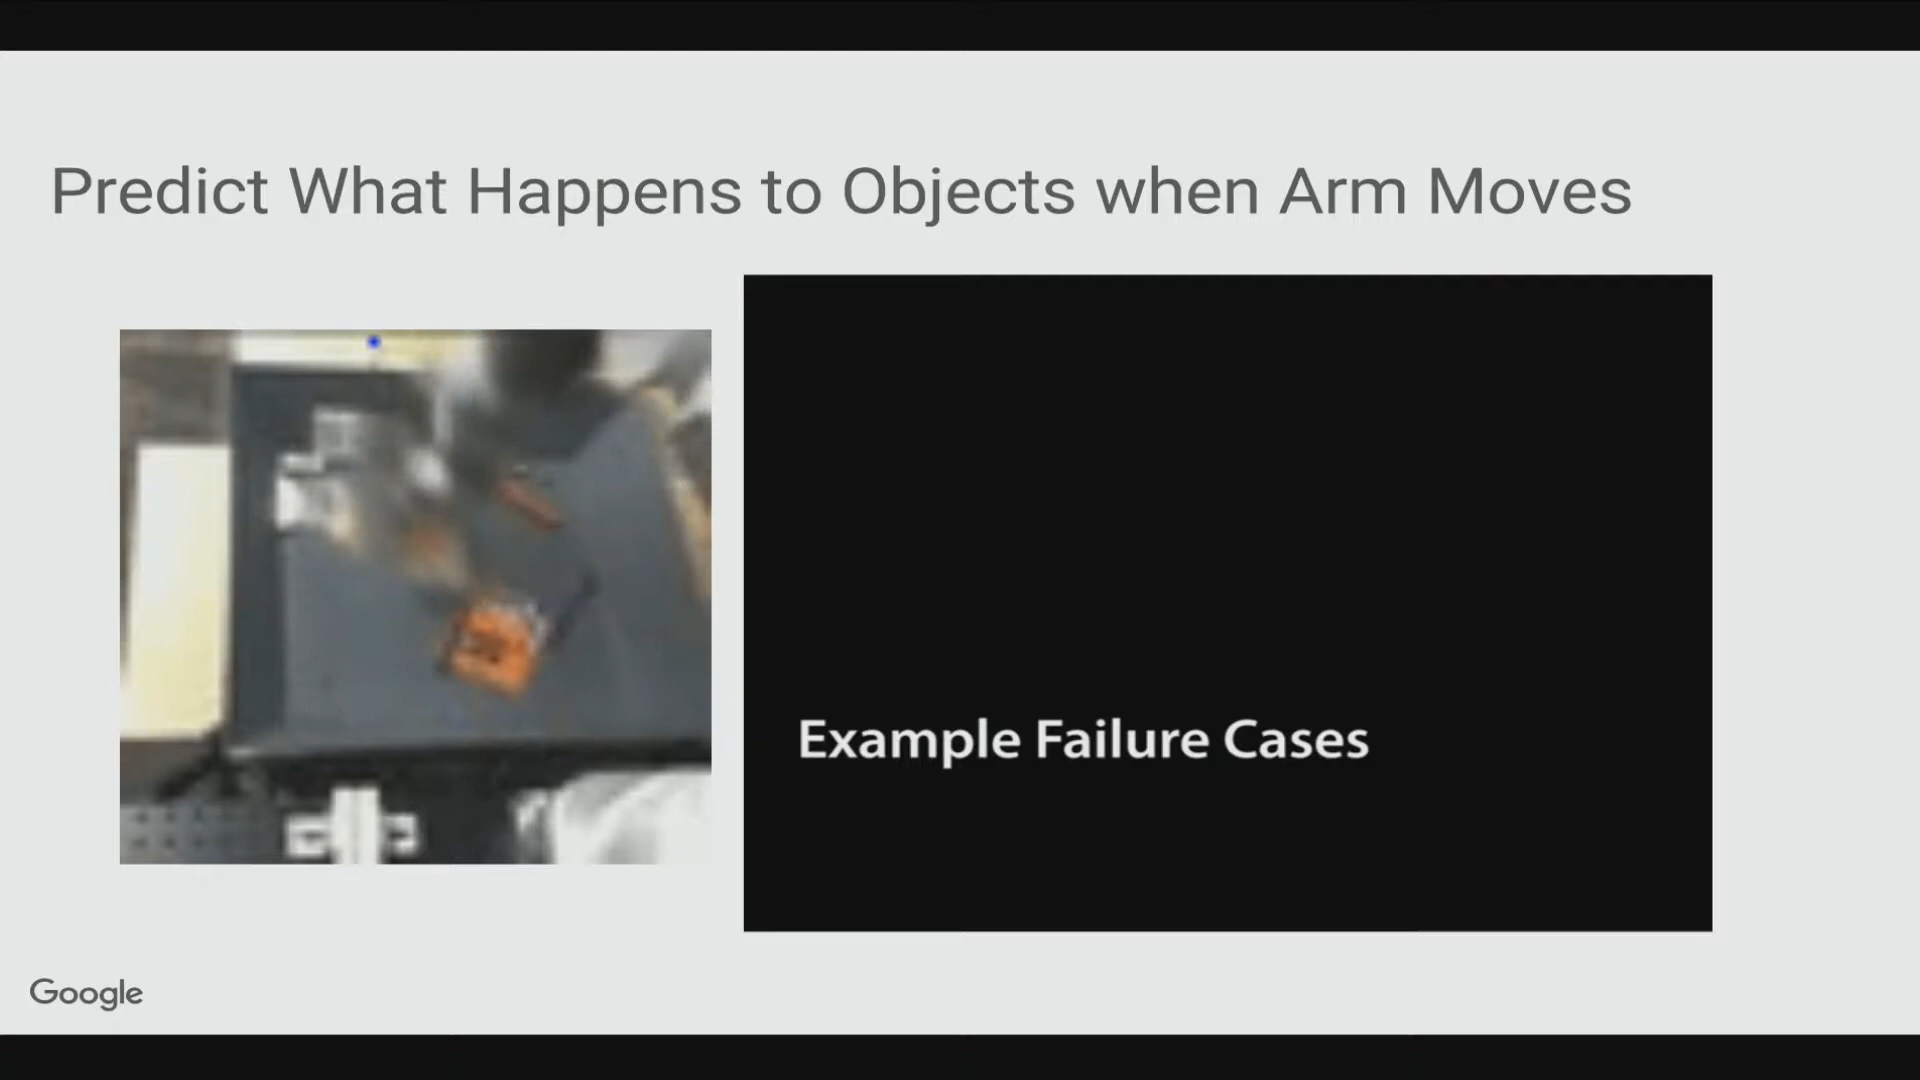 Predict What Happens to Objects when Arm Moves
Example Failure Cases
Google